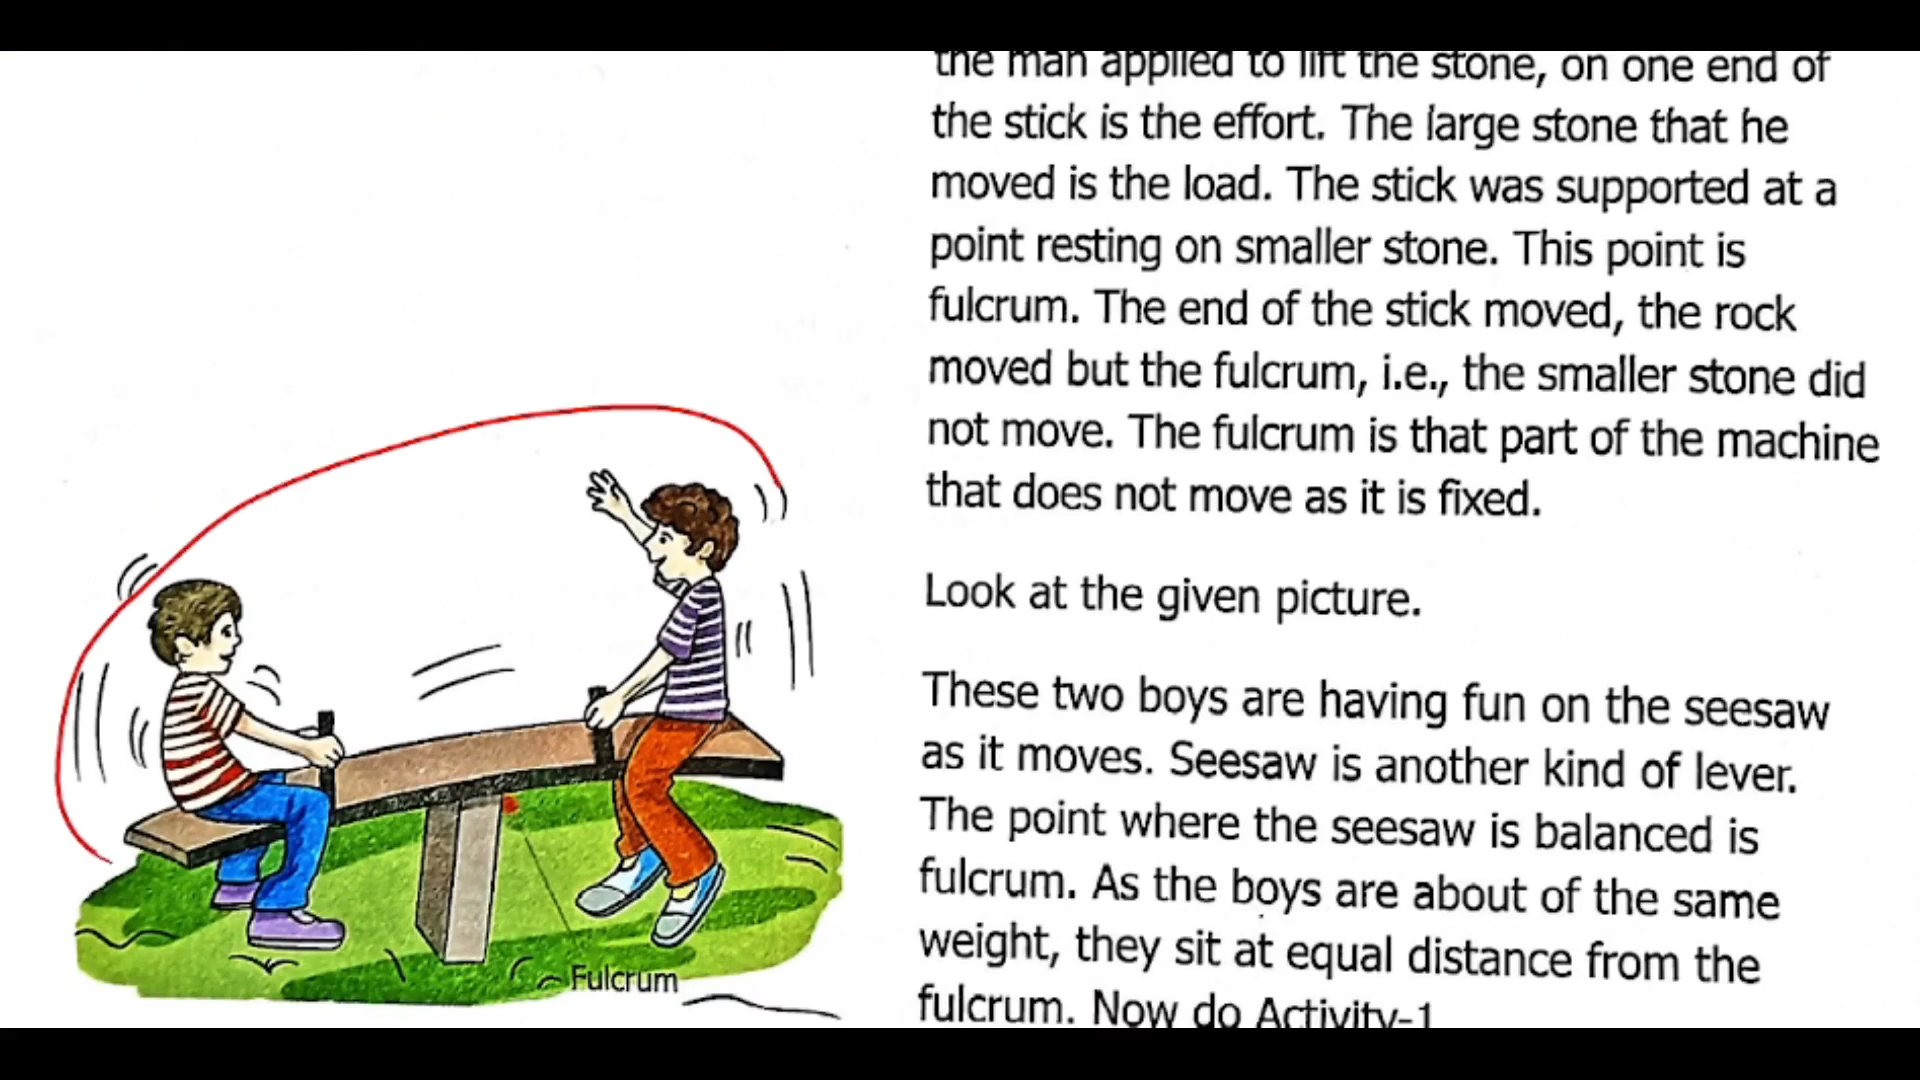 the man applied to lift the stone, on one end of
the stick is the effort. The large stone that he
moved is the load. The stick was supported at a
point resting on smaller stone. This point is
fulcrum. The end of the stick moved, the rock
moved but the fulcrum, i.e., the smaller stone did
not move. The fulcrum is that part of the machine
that does not move as it is fixed.
Look at the given picture.
These two boys are having fun on the seesaw
as it moves. Seesaw is another kind of lever.
The point where the seesaw is balanced is
fulcrum. As the boys are about of the same
weight, they sit at equal distance from the
fulcrum. Now do Activity-1
Fulcrum